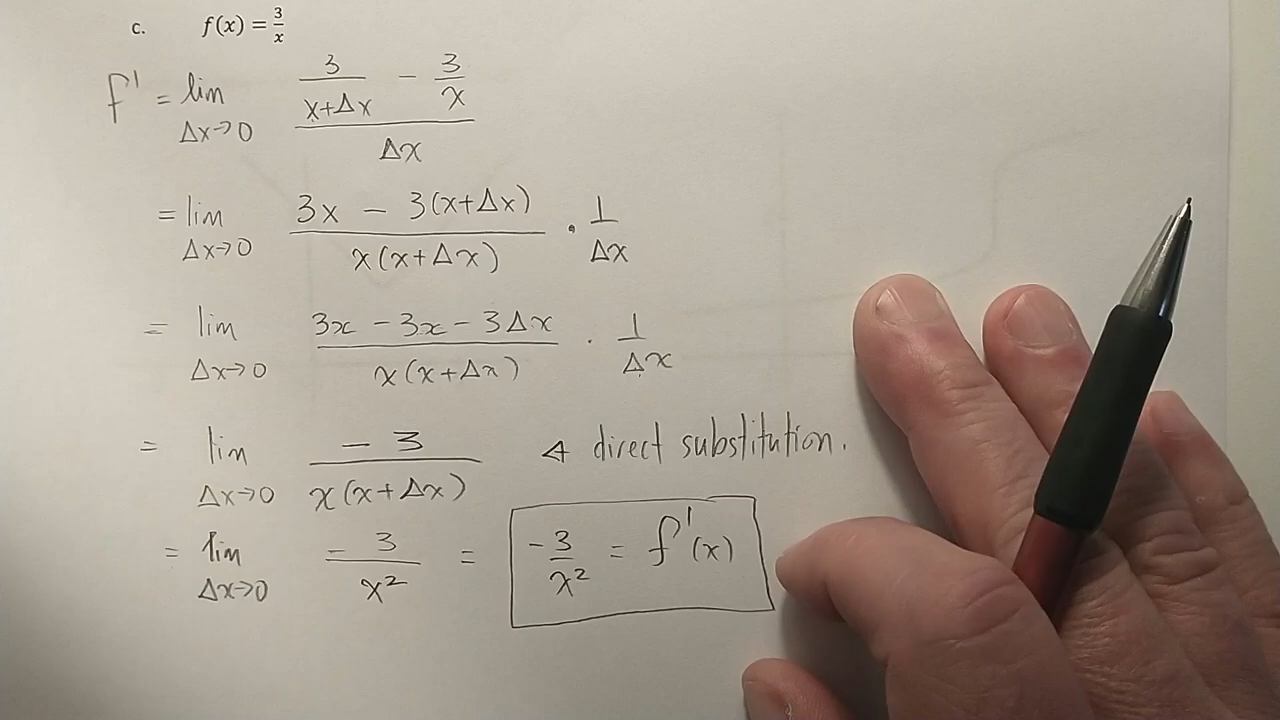 c. f(x) = 3/x
f' = lim Δx→0 (3/(x+Δx) − 3/x)/Δx
= lim Δx→0 (3x − 3(x+Δx))/(x(x+Δx)) · 1/Δx
= lim Δx→0 (3x − 3x − 3Δx)/(x(x+Δx)) · 1/Δx
= lim Δx→0 −3/(x(x+Δx)) ◁ direct substitution.
= lim Δx→0 −3/x² = −3/x² = f'(x)